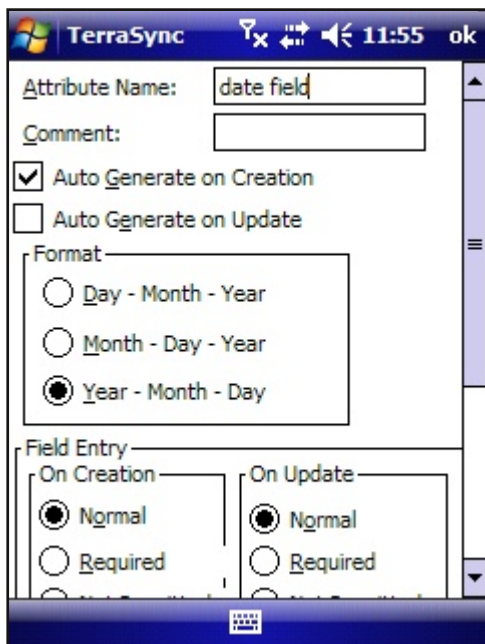 TerraSync 11:55 ok
Attribute Name: date field
Comment:
Auto Generate on Creation
Auto Generate on Update
Format
Day - Month - Year
Month - Day - Year
Year - Month - Day
Field Entry
On Creation On Update
Normal Normal
Required Required